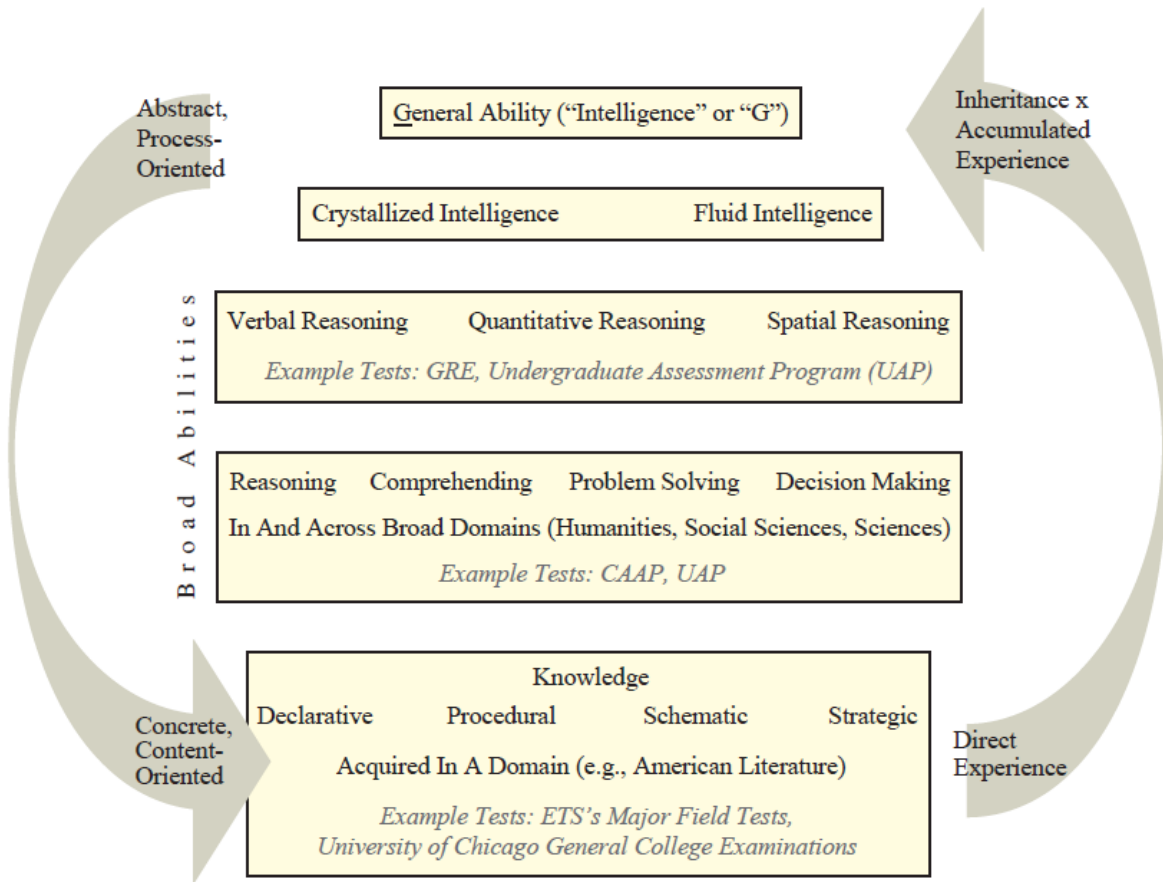 Abstract,
Process-
Oriented
General Ability (“Intelligence” or “G”)
Inheritance x
Accumulated
Experience
Crystallized Intelligence Fluid Intelligence
Broad Abilities
Verbal Reasoning Quantitative Reasoning Spatial Reasoning
Example Tests: GRE, Undergraduate Assessment Program (UAP)
Reasoning Comprehending Problem Solving Decision Making
In And Across Broad Domains (Humanities, Social Sciences, Sciences)
Example Tests: CAAP, UAP
Concrete,
Content-
Oriented
Knowledge
Declarative Procedural Schematic Strategic
Acquired In A Domain (e.g., American Literature)
Example Tests: ETS’s Major Field Tests,
University of Chicago General College Examinations
Direct
Experience